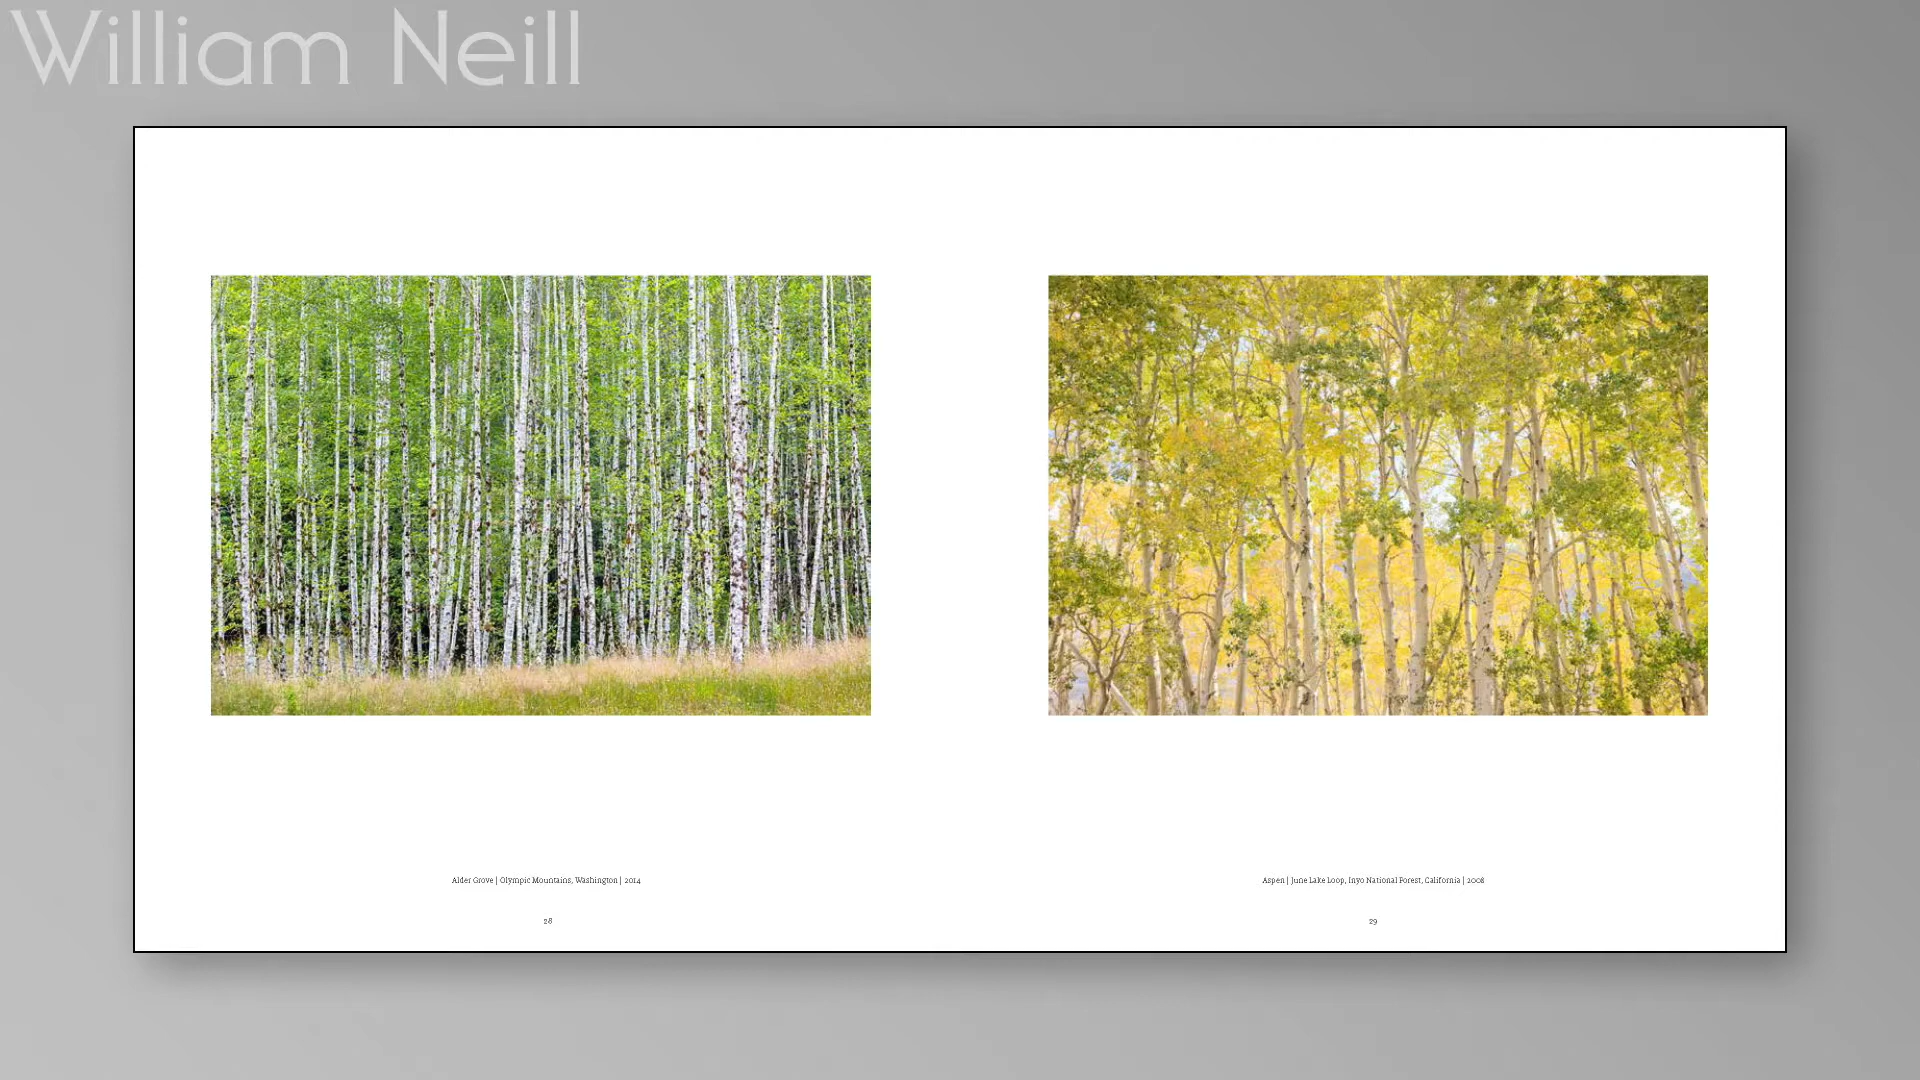 William Neill
Alder Grove | Olympic Mountains, Washington | 2014
Aspen | June Lake Loop, Inyo National Forest, California | 2008
28
29